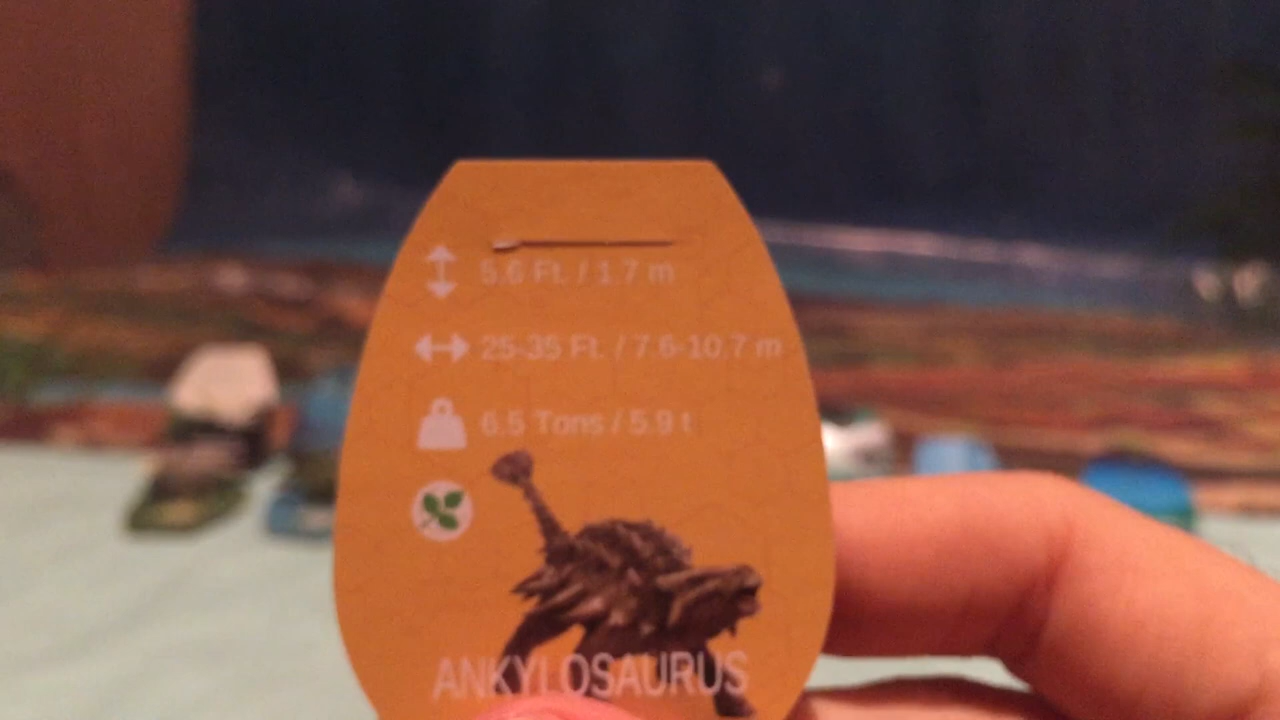 5.6 Ft. / 1.7 m
25-35 Ft. / 7.6-10.7 m
6.5 Tons / 5.9 t
ANKYLOSAURUS